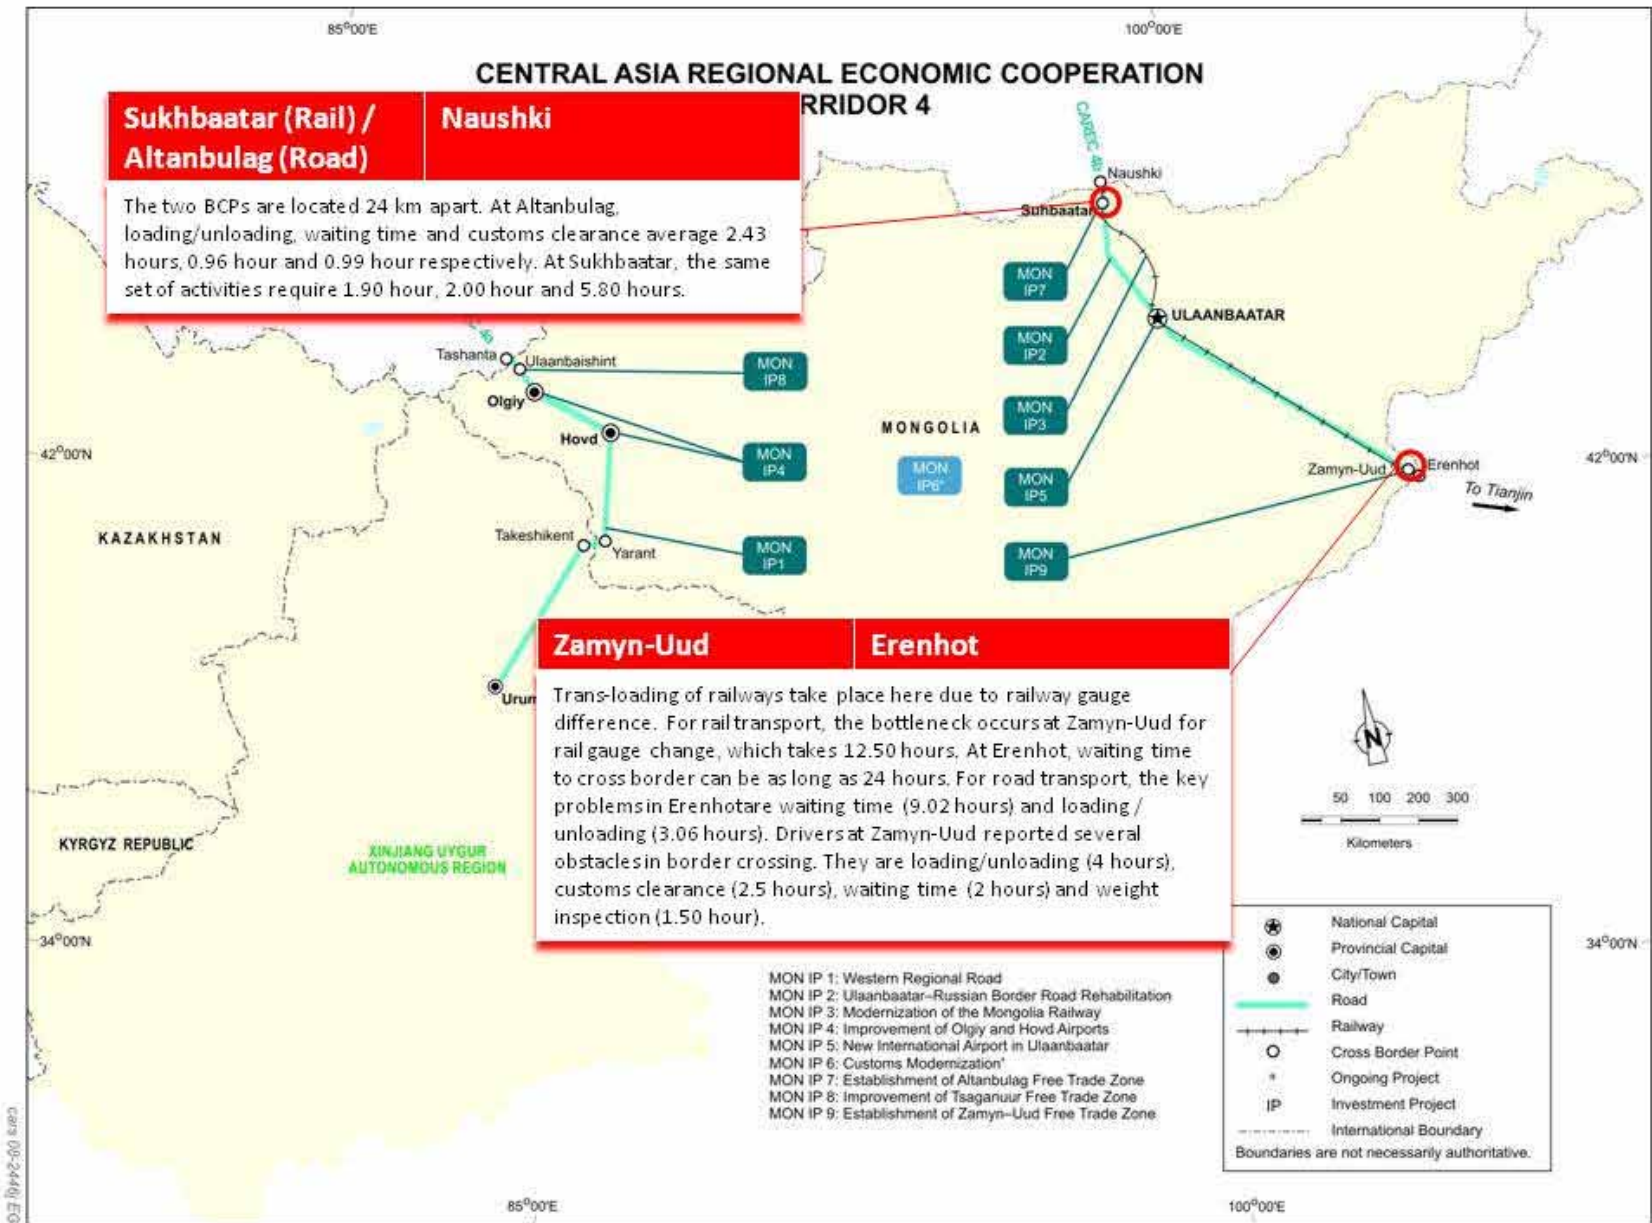 85°00'E
100°00'E
CENTRAL ASIA REGIONAL ECONOMIC COOPERATION
RRIDOR 4
Sukhbaatar (Rail) /
Altanbulag (Road)
Naushki
The two BCPs are located 24 km apart. At Altanbulag,
loading/unloading, waiting time and customs clearance average 2.43
hours, 0.96 hour and 0.99 hour respectively. At Sukhbaatar, the same
set of activities require 1.90 hour, 2.00 hour and 5.80 hours.
CAREC 4b
Naushki
Suhbaatar
MON
IP7
ULAANBAATAR
MON
IP2
Tashanta
Ulaanbaishint
MON
IP8
Olgiy
MON
IP3
Hovd
MONGOLIA
42°00'N
MON
IP4
MON
IP6*
Zamyn-Uud
Erenhot
42°00'N
MON
IP5
To Tianjin
KAZAKHSTAN
Takeshikent
Yarant
MON
IP1
MON
IP9
Zamyn-Uud
Erenhot
Urum
Trans-loading of railways take place here due to railway gauge
difference. For rail transport, the bottleneck occurs at Zamyn-Uud for
rail gauge change, which takes 12.50 hours. At Erenhot, waiting time
to cross border can be as long as 24 hours. For road transport, the key
problems in Erenhot are waiting time (9.02 hours) and loading /
unloading (3.06 hours). Drivers at Zamyn-Uud reported several
obstacles in border crossing. They are loading/unloading (4 hours),
customs clearance (2.5 hours), waiting time (2 hours) and weight
inspection (1.50 hour).
N
50 100 200 300
Kilometers
KYRGYZ REPUBLIC
XINJIANG UYGUR
AUTONOMOUS REGION
34°00'N
34°00'N
National Capital
Provincial Capital
City/Town
Road
Railway
Cross Border Point
* Ongoing Project
IP Investment Project
International Boundary
Boundaries are not necessarily authoritative.
MON IP 1: Western Regional Road
MON IP 2: Ulaanbaatar–Russian Border Road Rehabilitation
MON IP 3: Modernization of the Mongolia Railway
MON IP 4: Improvement of Olgiy and Hovd Airports
MON IP 5: New International Airport in Ulaanbaatar
MON IP 6: Customs Modernization*
MON IP 7: Establishment of Altanbulag Free Trade Zone
MON IP 8: Improvement of Tsaganuur Free Trade Zone
MON IP 9: Establishment of Zamyn–Uud Free Trade Zone
cars 08-2446j EG
85°00'E
100°00'E